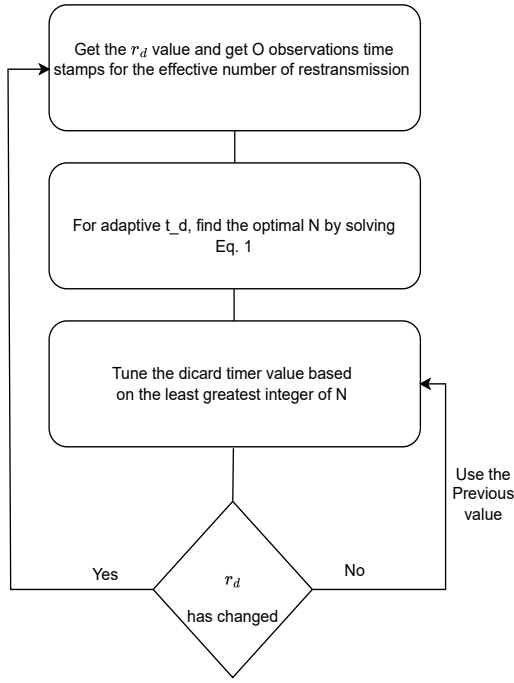 Get the r_d value and get O observations time
stamps for the effective number of restransmission
For adaptive t_d, find the optimal N by solving
Eq. 1
Tune the dicard timer value based
on the least greatest integer of N
Use the
Previous
value
Yes
No
r_d
has changed